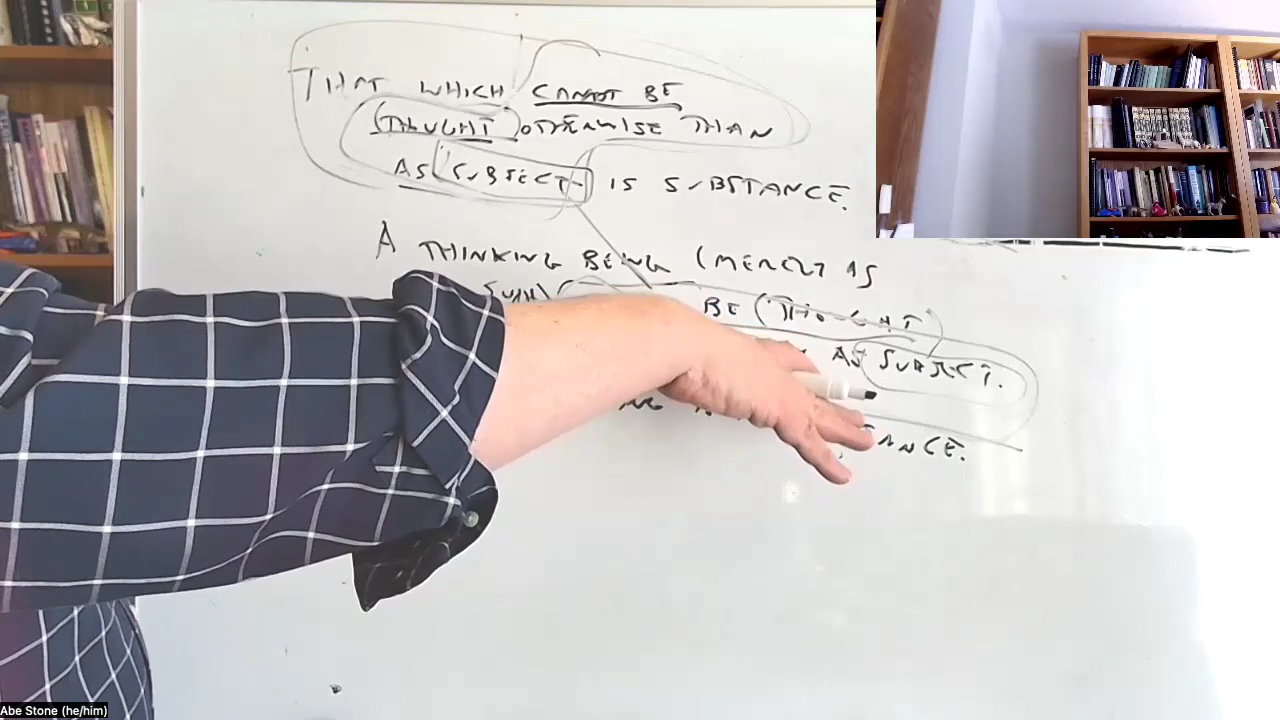 THAT WHICH CANNOT BE
(THOUGHT) OTHERWISE THAN
AS SUBJECT IS SUBSTANCE.
A THINKING BEING (MERELY AS
SUCH) BE (THOUGHT)
AS SUBJECT.
Abe Stone (he/him)